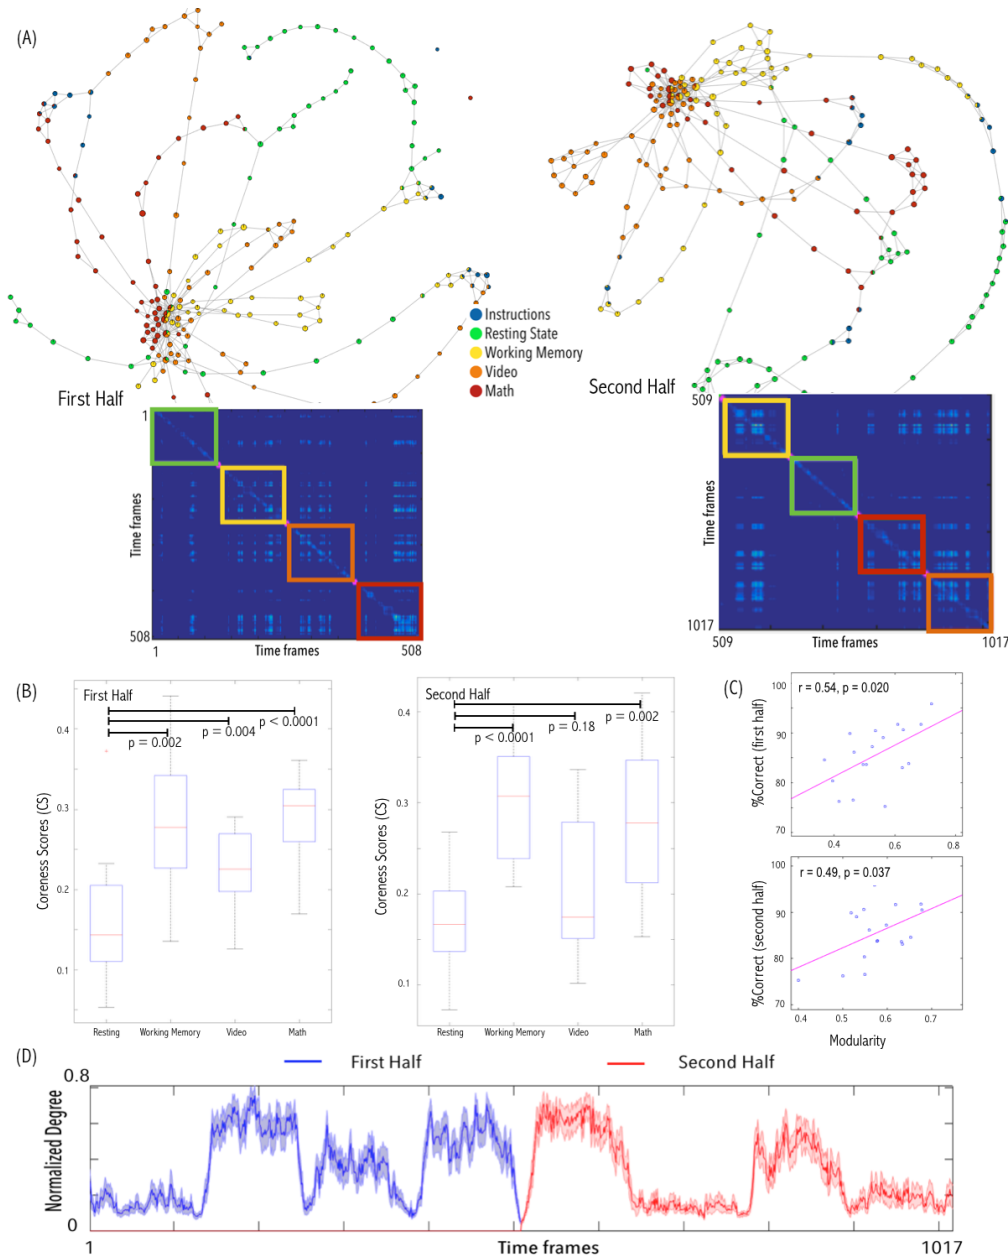 (A)
Instructions
Resting State
Working Memory
Video
Math
First Half
Second Half
1
Time frames
508
1
Time frames
508
509
Time frames
1017
509
Time frames
1017
(B)
First Half
p < 0.0001
p = 0.004
p = 0.002
Coreness Scores (CS)
0.4
0.3
0.2
0.1
Resting
Working Memory
Video
Math
Second Half
p = 0.002
p = 0.18
p < 0.0001
Coreness Scores (CS)
0.4
0.3
0.2
0.1
Resting
Working Memory
Video
Math
(C)
r = 0.54, p = 0.020
%Correct (first half)
100
90
80
70
0.4
0.6
0.8
r = 0.49, p = 0.037
%Correct (second half)
100
90
80
70
0.4
0.5
0.6
0.7
Modularity
(D)
First Half
Second Half
0.8
Normalized Degree
0
1
Time frames
1017